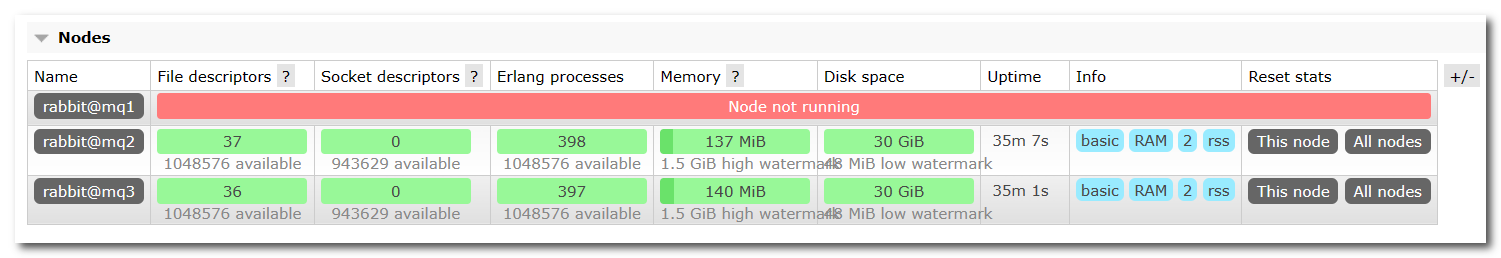 Nodes
Name File descriptors ? Socket descriptors ? Erlang processes Memory ? Disk space Uptime Info Reset stats +/-
rabbit@mq1 Node not running
rabbit@mq2 37 0 398 137 MiB 30 GiB 35m 7s basic RAM 2 rss This node All nodes
1048576 available 943629 available 1048576 available 1.5 GiB high watermark 48 MiB low watermark
rabbit@mq3 36 0 397 140 MiB 30 GiB 35m 1s basic RAM 2 rss This node All nodes
1048576 available 943629 available 1048576 available 1.5 GiB high watermark 48 MiB low watermark